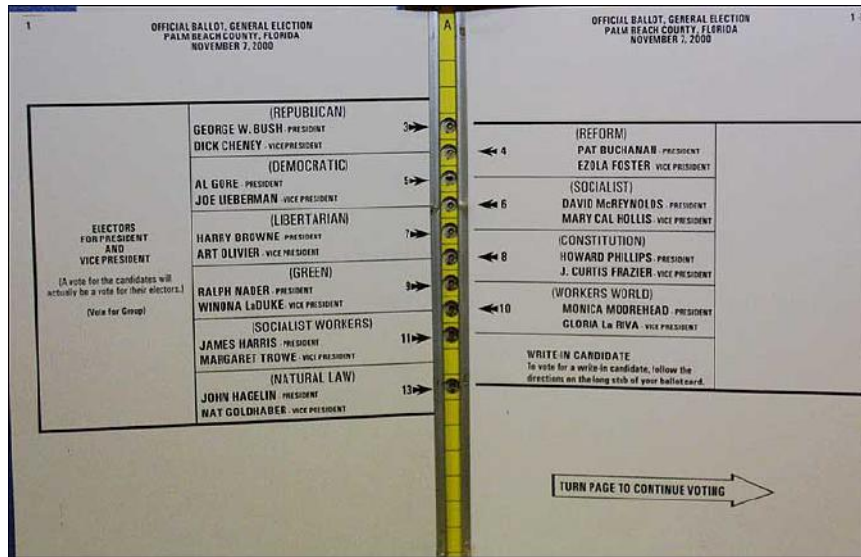 1
OFFICIAL BALLOT, GENERAL ELECTION
PALM BEACH COUNTY, FLORIDA
NOVEMBER 7, 2000
ELECTORS
FOR PRESIDENT
AND
VICE PRESIDENT
(A vote for the candidates will
actually be a vote for their electors.)
(Vote for Group)
(REPUBLICAN)
GEORGE W. BUSH - PRESIDENT 3
DICK CHENEY - VICE PRESIDENT
(DEMOCRATIC)
AL GORE - PRESIDENT 5
JOE LIEBERMAN - VICE PRESIDENT
(LIBERTARIAN)
HARRY BROWNE - PRESIDENT 7
ART OLIVIER - VICE PRESIDENT
(GREEN)
RALPH NADER - PRESIDENT 9
WINONA LaDUKE - VICE PRESIDENT
(SOCIALIST WORKERS)
JAMES HARRIS - PRESIDENT 11
MARGARET TROWE - VICE PRESIDENT
(NATURAL LAW)
JOHN HAGELIN - PRESIDENT 13
NAT GOLDHABER - VICE PRESIDENT
A
OFFICIAL BALLOT, GENERAL ELECTION
PALM BEACH COUNTY, FLORIDA
NOVEMBER 7, 2000
(REFORM)
4 PAT BUCHANAN - PRESIDENT
EZOLA FOSTER - VICE PRESIDENT
(SOCIALIST)
6 DAVID McREYNOLDS - PRESIDENT
MARY CAL HOLLIS - VICE PRESIDENT
(CONSTITUTION)
8 HOWARD PHILLIPS - PRESIDENT
J. CURTIS FRAZIER - VICE PRESIDENT
(WORKERS WORLD)
10 MONICA MOOREHEAD - PRESIDENT
GLORIA La RIVA - VICE PRESIDENT
WRITE-IN CANDIDATE
To vote for a write-in candidate, follow the
directions on the long stub of your ballot card.
TURN PAGE TO CONTINUE VOTING